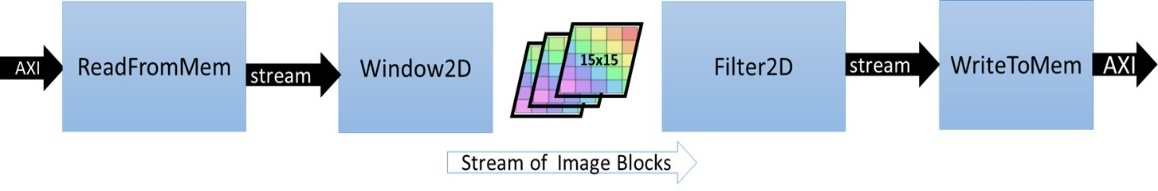 AXI
ReadFromMem
stream
Window2D
15x15
Filter2D
stream
WriteToMem
AXI
Stream of Image Blocks